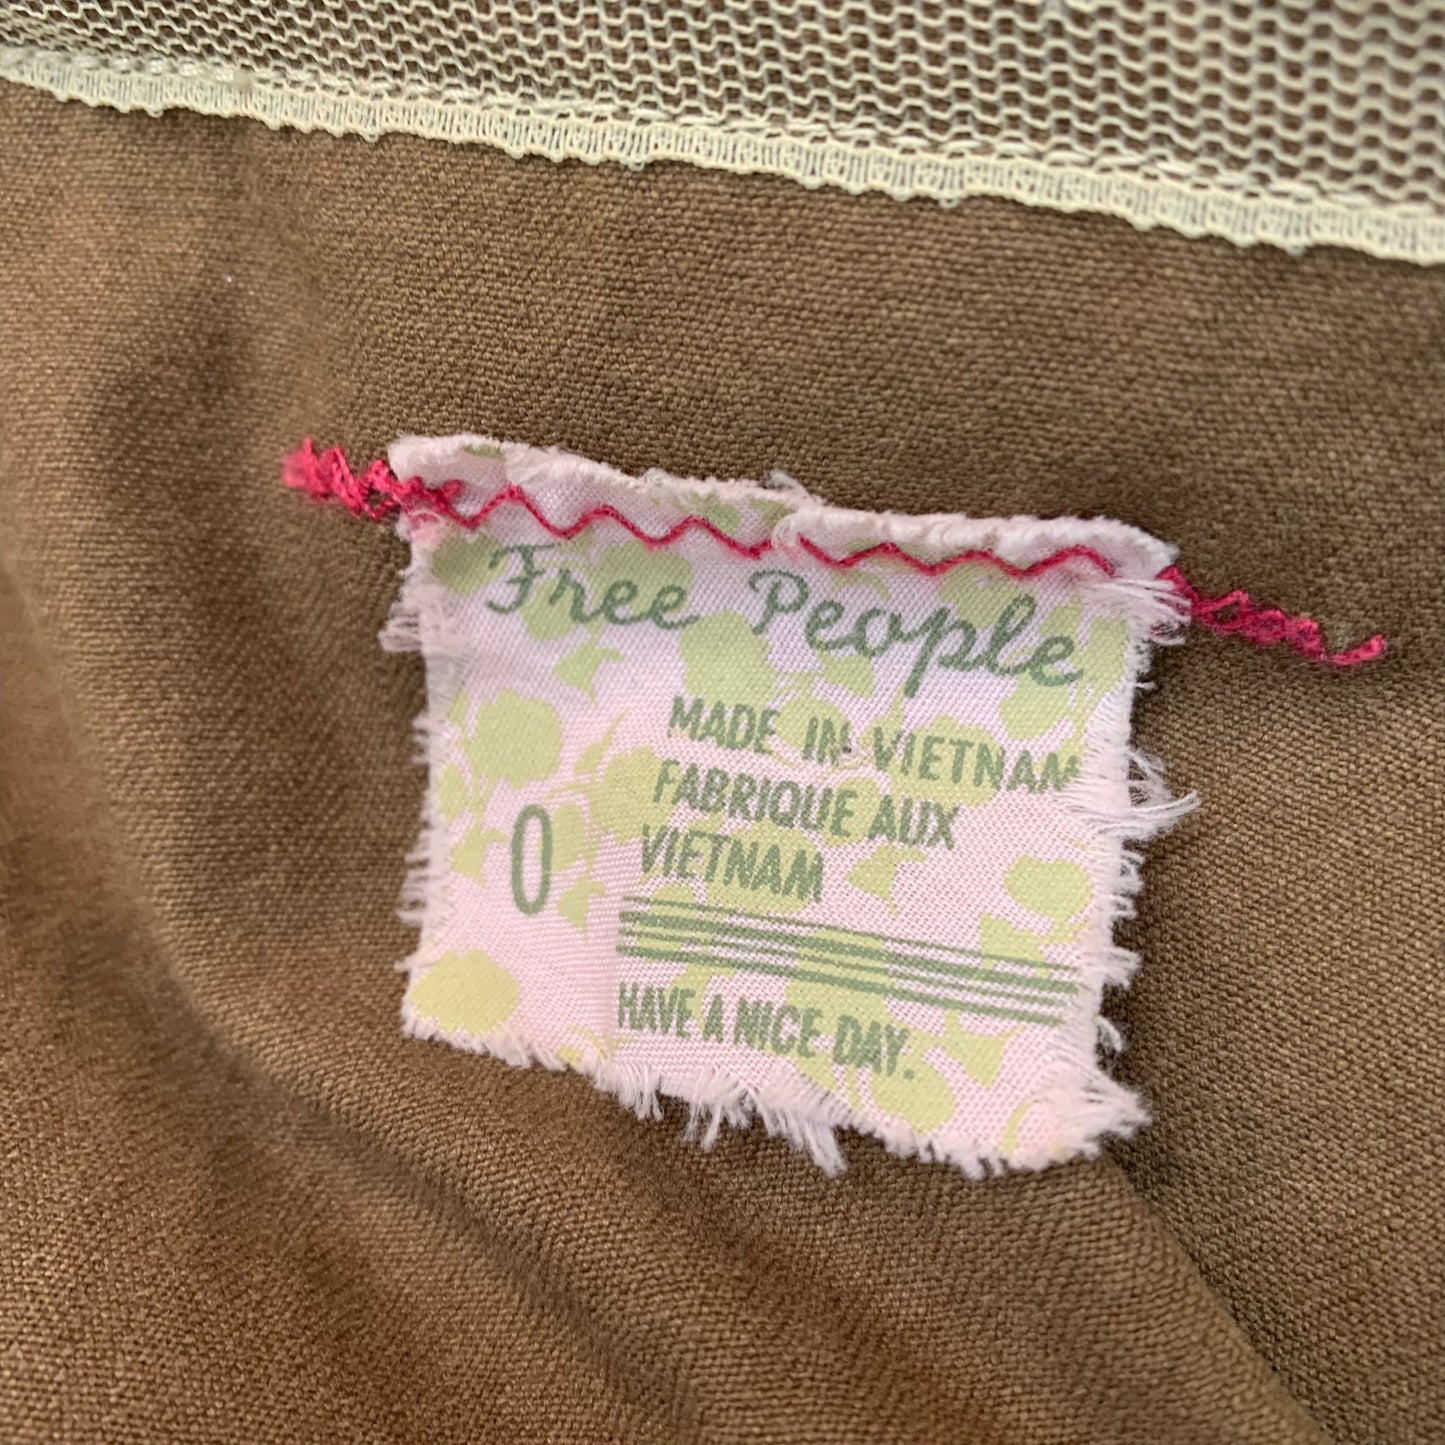 Free People
MADE IN VIETNAM
FABRIQUE AUX
VIETNAM
0
HAVE A NICE DAY.